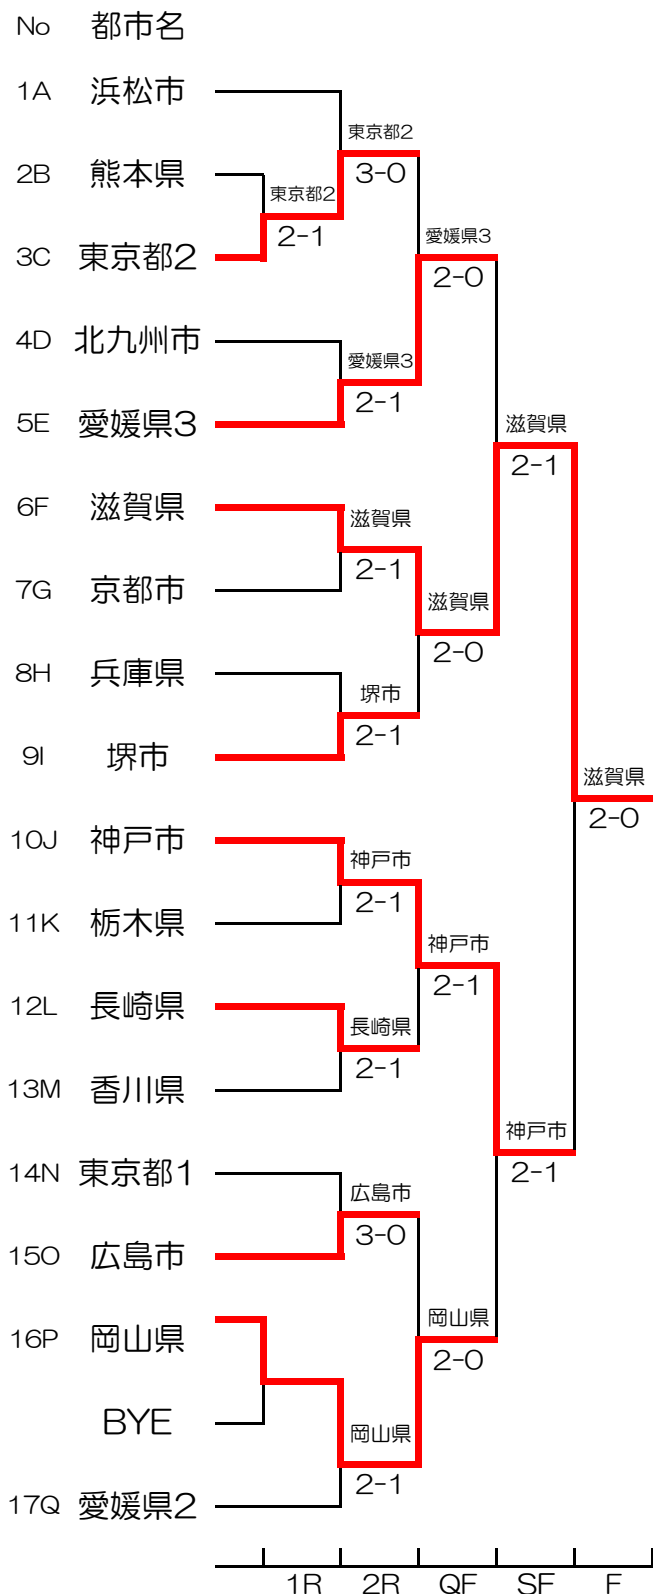 No 都市名
1A 浜松市
東京都2
3-0
2B 熊本県
東京都2
2-1
愛媛県3
2-0
3C 東京都2
4D 北九州市
愛媛県3
2-1
5E 愛媛県3
滋賀県
2-1
6F 滋賀県
滋賀県
2-1
7G 京都市
滋賀県
2-0
8H 兵庫県
堺市
2-1
9I 堺市
滋賀県
2-0
10J 神戸市
神戸市
2-1
11K 栃木県
神戸市
2-1
12L 長崎県
長崎県
2-1
13M 香川県
神戸市
2-1
14N 東京都1
広島市
3-0
15O 広島市
岡山県
2-0
16P 岡山県
BYE
岡山県
2-1
17Q 愛媛県2
1R 2R QF SF F